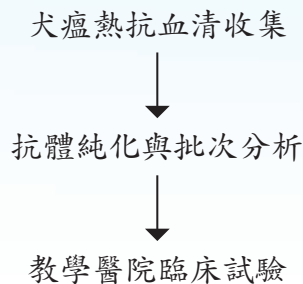 犬瘟熱抗血清收集
抗體純化與批次分析
教學醫院臨床試驗